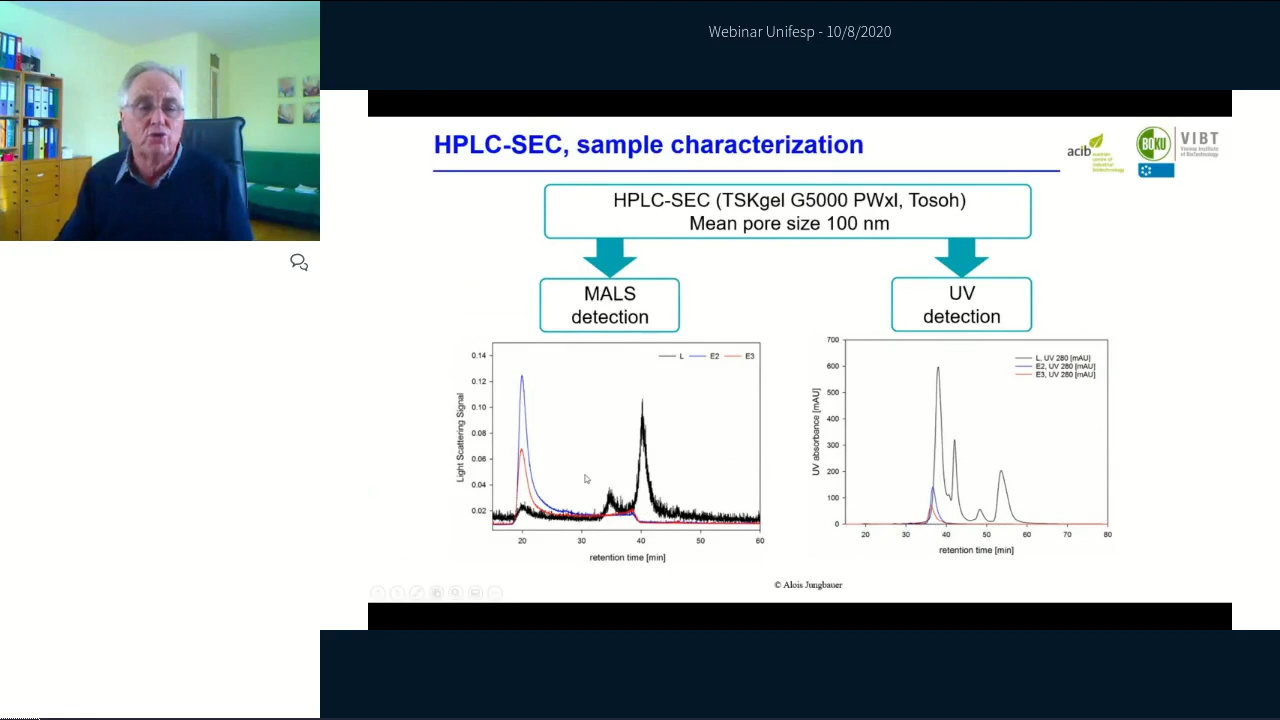 Webinar Unifesp - 10/8/2020
HPLC-SEC, sample characterization
acib
austrian
centre of
industrial
biotechnology
BOKU
VIBT
Vienna Institute
of BioTechnology
HPLC-SEC (TSKgel G5000 PWxl, Tosoh)
Mean pore size 100 nm
MALS
detection
UV
detection
L E2 E3
0.14
0.12
0.10
0.08
0.06
0.04
0.02
Light Scattering Signal
20 30 40 50 60
retention time [min]
L, UV 280 [mAU]
E2, UV 280 [mAU]
E3, UV 280 [mAU]
700
600
500
400
300
200
100
0
UV absorbance [mAU]
20 30 40 50 60 70 80
retention time [min]
© Alois Jungbauer